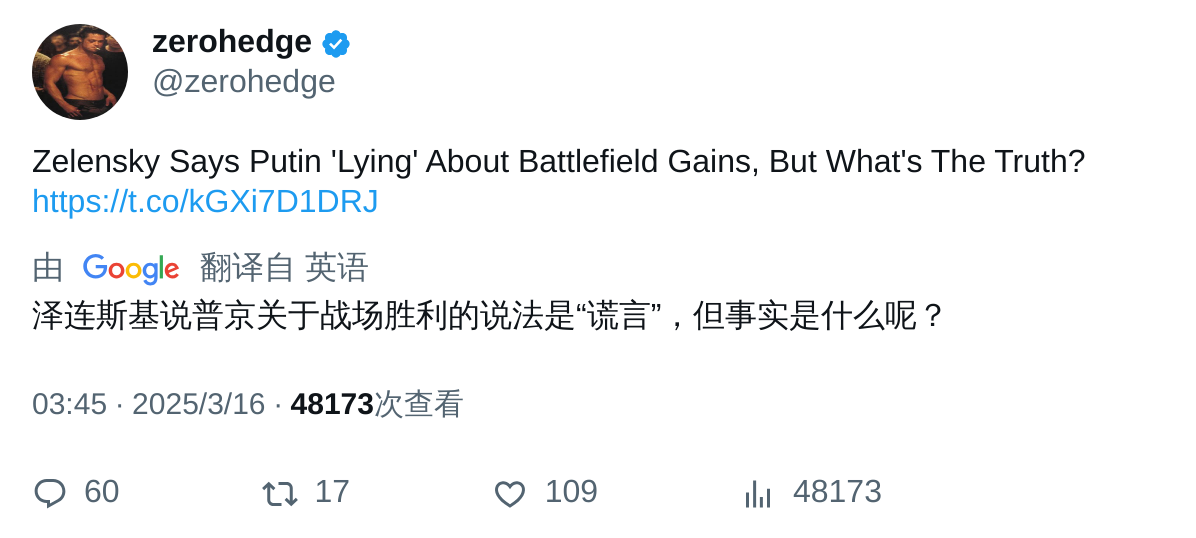 zerohedge
@zerohedge
Zelensky Says Putin 'Lying' About Battlefield Gains, But What's The Truth?
https://t.co/kGXi7D1DRJ
由 Google 翻译自 英语
泽连斯基说普京关于战场胜利的说法是“谎言”，但事实是什么呢？
03:45 · 2025/3/16 · 48173次查看
60 17 109 48173